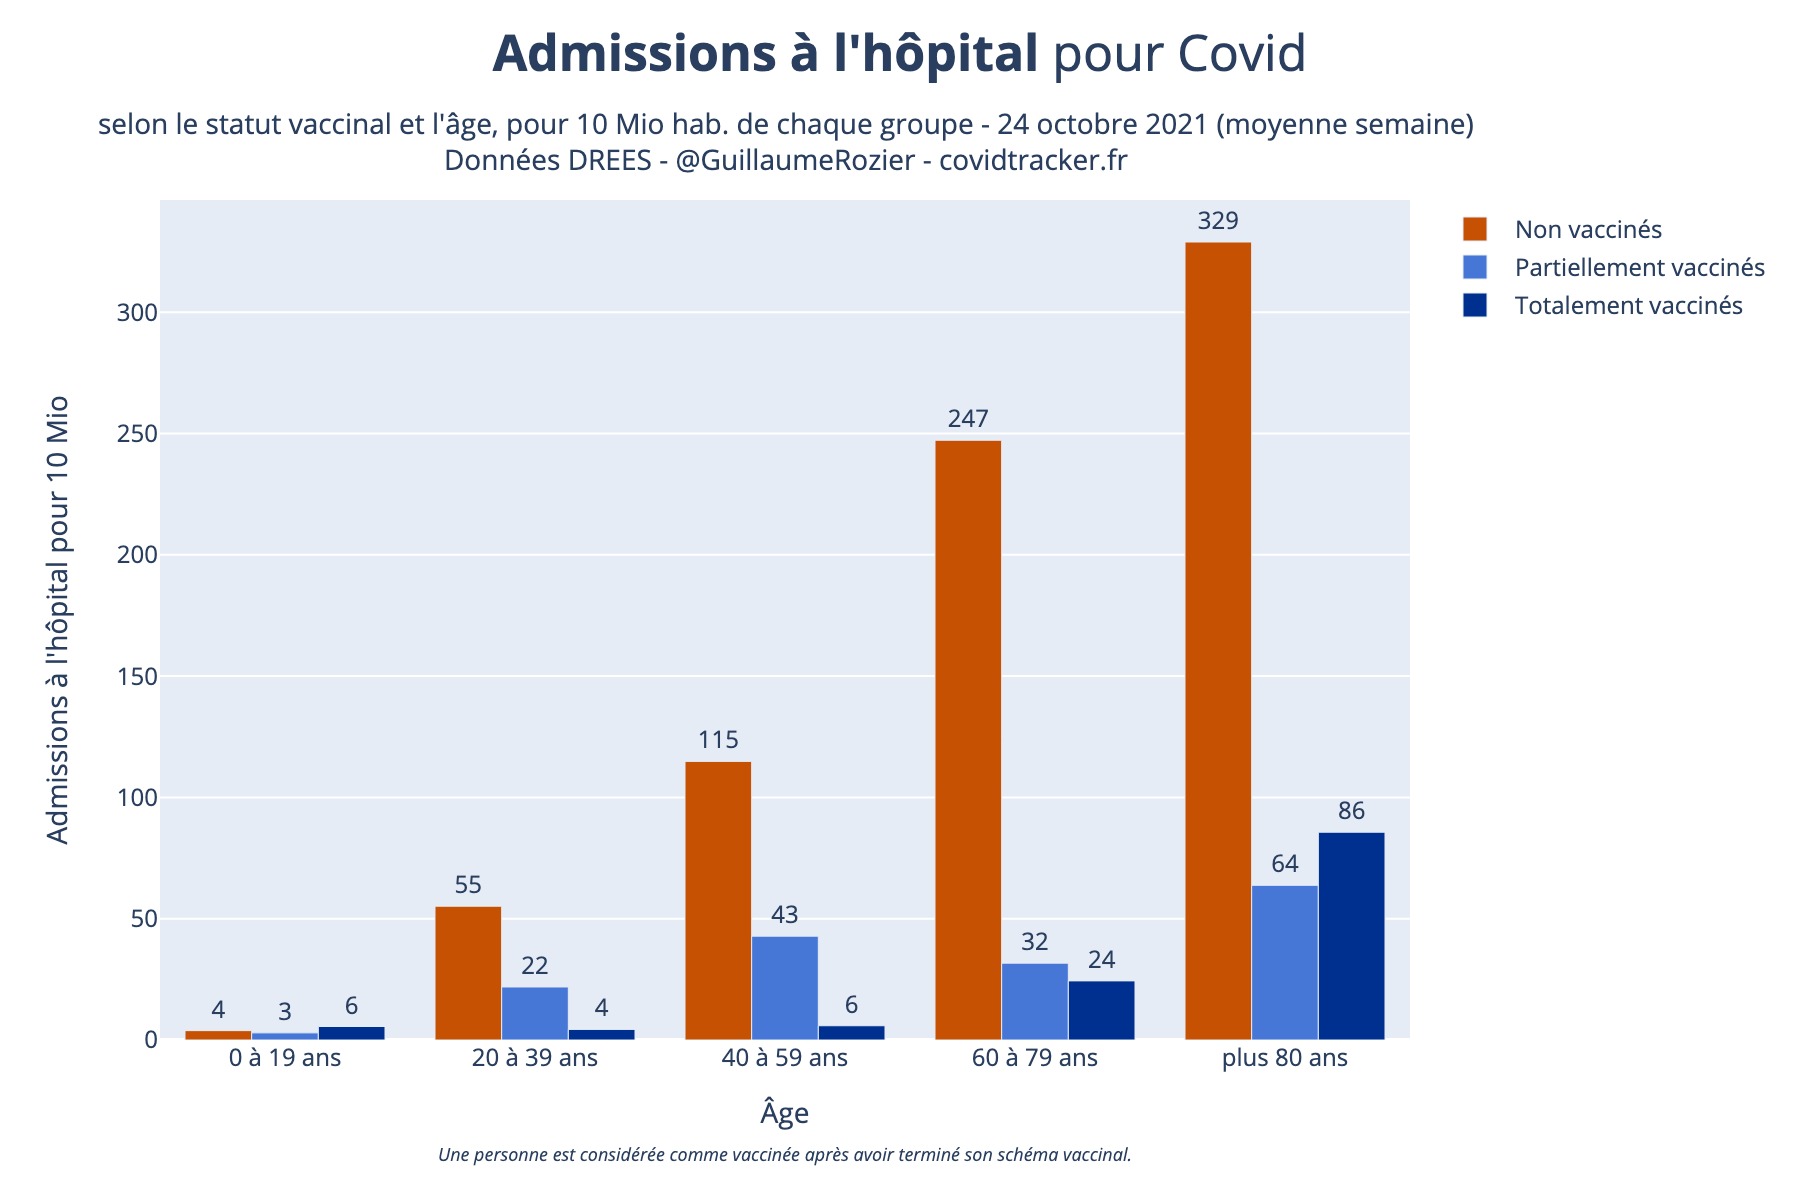 Admissions à l'hôpital pour Covid
selon le statut vaccinal et l'âge, pour 10 Mio hab. de chaque groupe - 24 octobre 2021 (moyenne semaine)
Données DREES - @GuillaumeRozier - covidtracker.fr
Non vaccinés
Partiellement vaccinés
Totalement vaccinés
Admissions à l'hôpital pour 10 Mio
300
250
200
150
100
50
0
4
3
6
55
22
4
115
43
6
247
32
24
329
64
86
0 à 19 ans
20 à 39 ans
40 à 59 ans
60 à 79 ans
plus 80 ans
Âge
Une personne est considérée comme vaccinée après avoir terminé son schéma vaccinal.